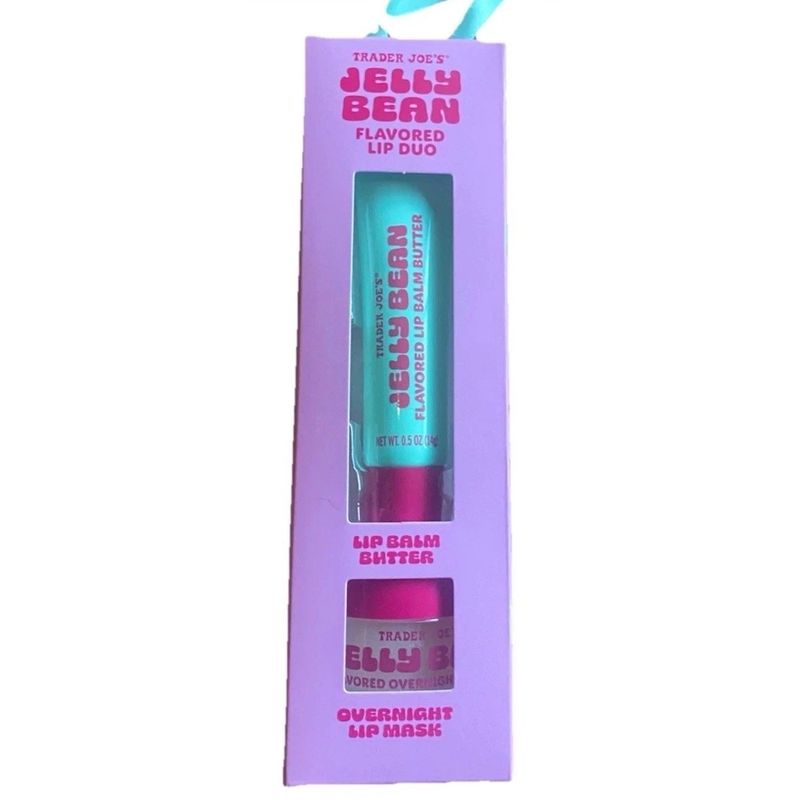 TRADER JOE'S®
JELLY
BEAN
FLAVORED
LIP DUO
TRADER JOE'S®
JELLY BEAN
FLAVORED LIP BALM BUTTER
NET WT. 0.5 OZ (14g)
LIP BALM
BUTTER
TRADER JOE'
ELLY B
VORED OVERNIGH
OVERNIGHT
LIP MASK